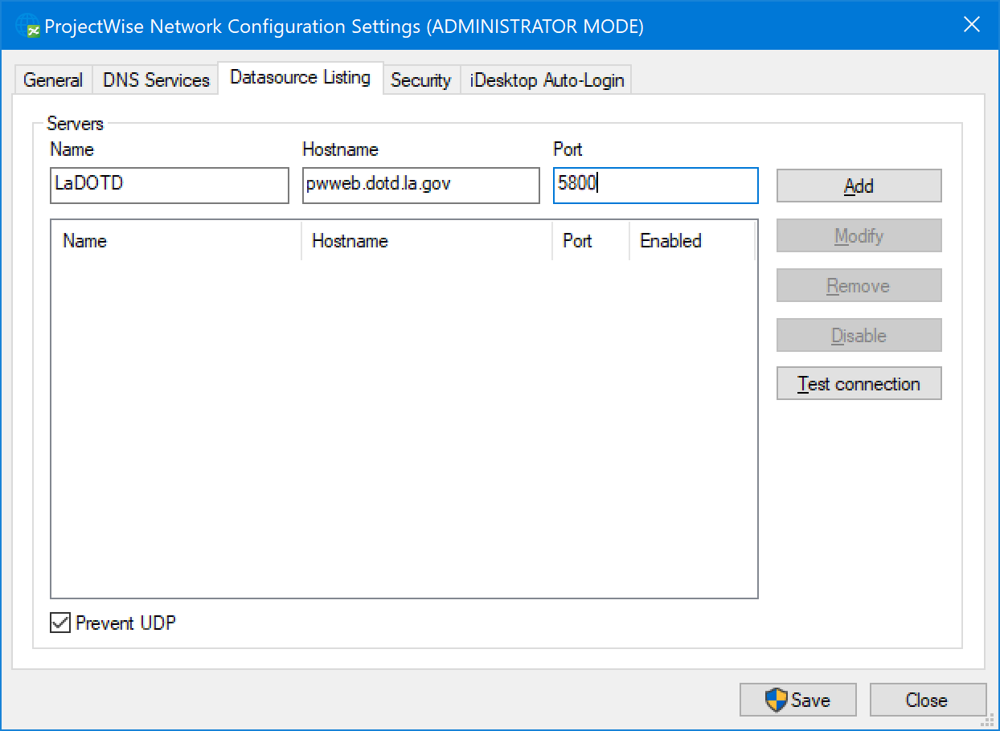 ProjectWise Network Configuration Settings (ADMINISTRATOR MODE)
General DNS Services Datasource Listing Security iDesktop Auto-Login
Servers
Name Hostname Port
LaDOTD pwweb.dotd.la.gov 5800 Add
Name Hostname Port Enabled Modify
Remove
Disable
Test connection
Prevent UDP
Save Close